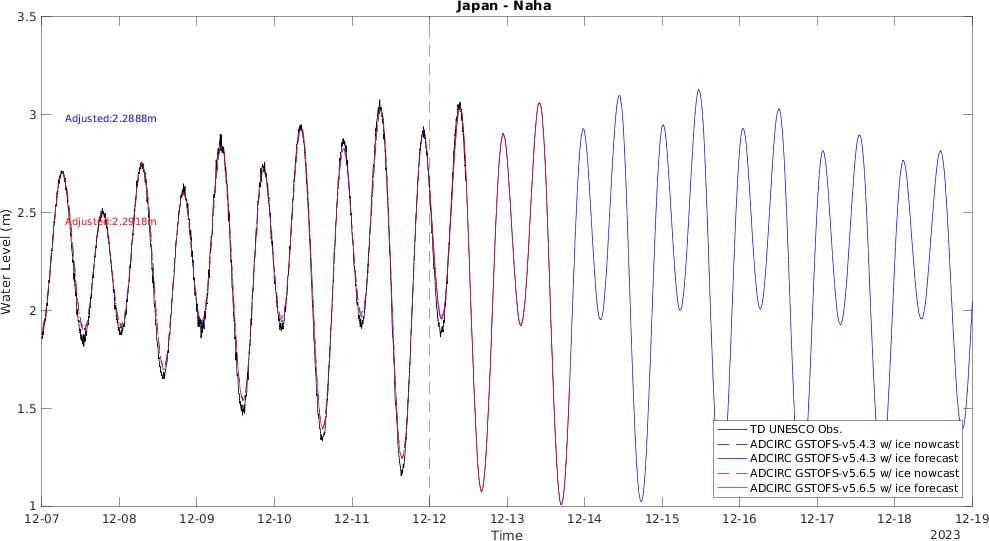 Japan - Naha
3.5
3
2.5
2
1.5
1
Water Level (m)
Adjusted:2.2888m
Adjusted:2.2918m
TD UNESCO Obs.
ADCIRC GSTOFS-v5.4.3 w/ ice nowcast
ADCIRC GSTOFS-v5.4.3 w/ ice forecast
ADCIRC GSTOFS-v5.6.5 w/ ice nowcast
ADCIRC GSTOFS-v5.6.5 w/ ice forecast
12-07 12-08 12-09 12-10 12-11 12-12 12-13 12-14 12-15 12-16 12-17 12-18 12-19
Time
2023